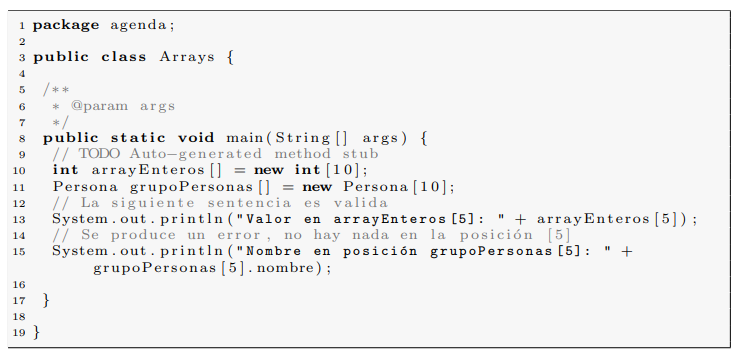 1 package agenda;
2
3 public class Arrays {
4
5 /**
6 * @param args
7 */
8 public static void main(String[] args) {
9 // TODO Auto-generated method stub
10 int arrayEnteros[] = new int[10];
11 Persona grupoPersonas[] = new Persona[10];
12 // La siguiente sentencia es valida
13 System.out.println("Valor en arrayEnteros[5]: " + arrayEnteros[5]);
14 // Se produce un error, no hay nada en la posición [5]
15 System.out.println("Nombre en posición grupoPersonas[5]: " +
grupoPersonas[5].nombre);
16
17 }
18
19 }